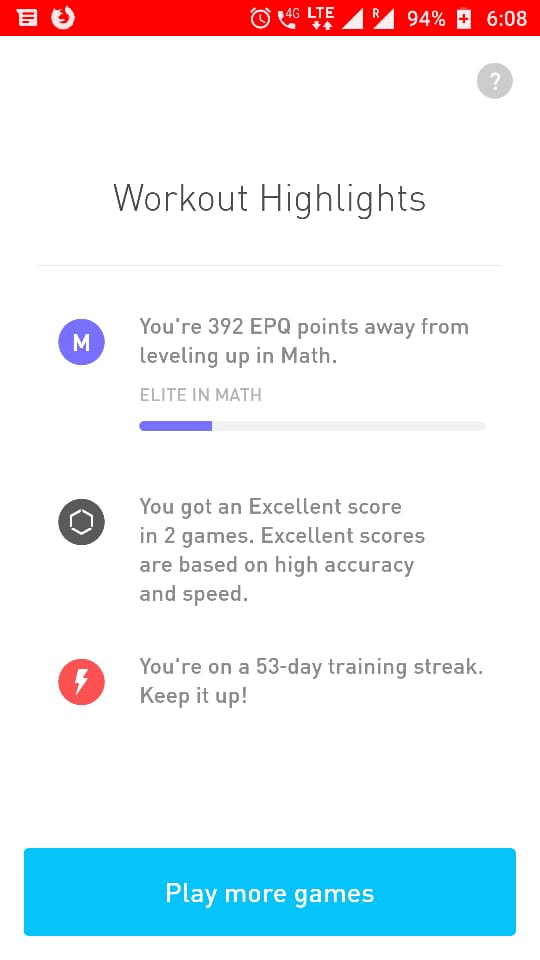 4G LTE R 94% 6:08
?
Workout Highlights
M
You're 392 EPQ points away from
leveling up in Math.
ELITE IN MATH
You got an Excellent score
in 2 games. Excellent scores
are based on high accuracy
and speed.
You're on a 53-day training streak.
Keep it up!
Play more games